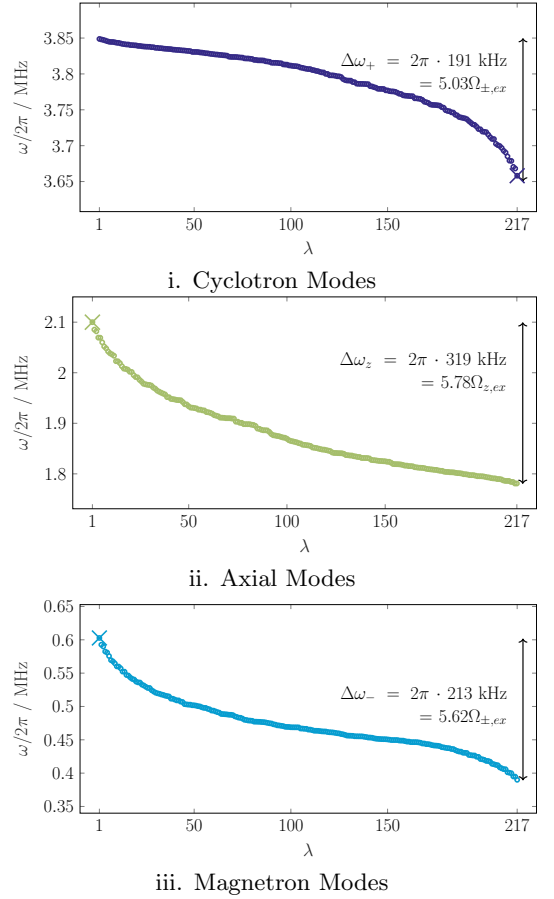 3.85
3.8
3.75
3.7
3.65
ω/2π / MHz
Δω₊ = 2π · 191 kHz
= 5.03Ω±,ex
1 50 100 150 217
λ
i. Cyclotron Modes
2.1
2
1.9
1.8
ω/2π / MHz
Δω_z = 2π · 319 kHz
= 5.78Ω_z,ex
1 50 100 150 217
λ
ii. Axial Modes
0.65
0.6
0.55
0.5
0.45
0.4
0.35
ω/2π / MHz
Δω₋ = 2π · 213 kHz
= 5.62Ω±,ex
1 50 100 150 217
λ
iii. Magnetron Modes